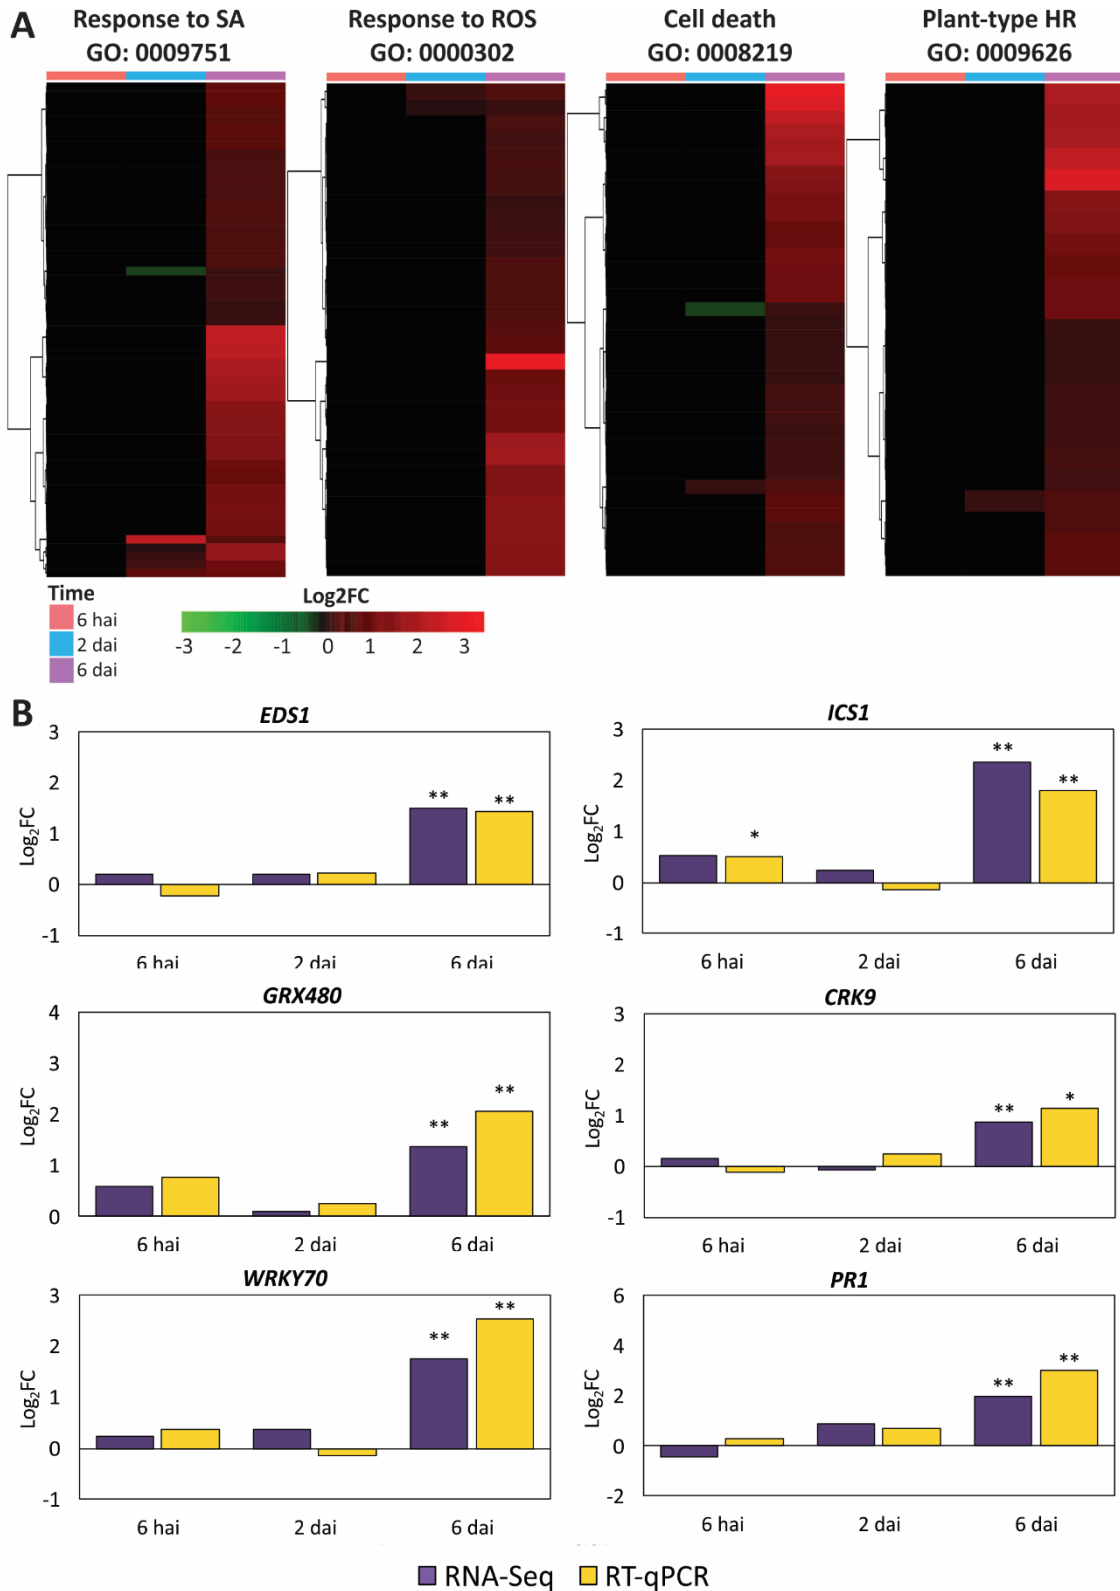 A
Response to SA
GO: 0009751
Response to ROS
GO: 0000302
Cell death
GO: 0008219
Plant-type HR
GO: 0009626
Time
6 hai
2 dai
6 dai
Log2FC
-3 -2 -1 0 1 2 3
B
EDS1
Log₂FC
3
2
1
0
-1
** **
6 hai 2 dai 6 dai
ICS1
Log₂FC
3
2
1
0
-1
* ** **
6 hai 2 dai 6 dai
GRX480
Log₂FC
4
3
2
1
0
** **
6 hai 2 dai 6 dai
CRK9
Log₂FC
3
2
1
0
-1
** *
6 hai 2 dai 6 dai
WRKY70
Log₂FC
3
2
1
0
-1
** **
6 hai 2 dai 6 dai
PR1
Log₂FC
6
4
2
0
-2
** **
6 hai 2 dai 6 dai
RNA-Seq RT-qPCR